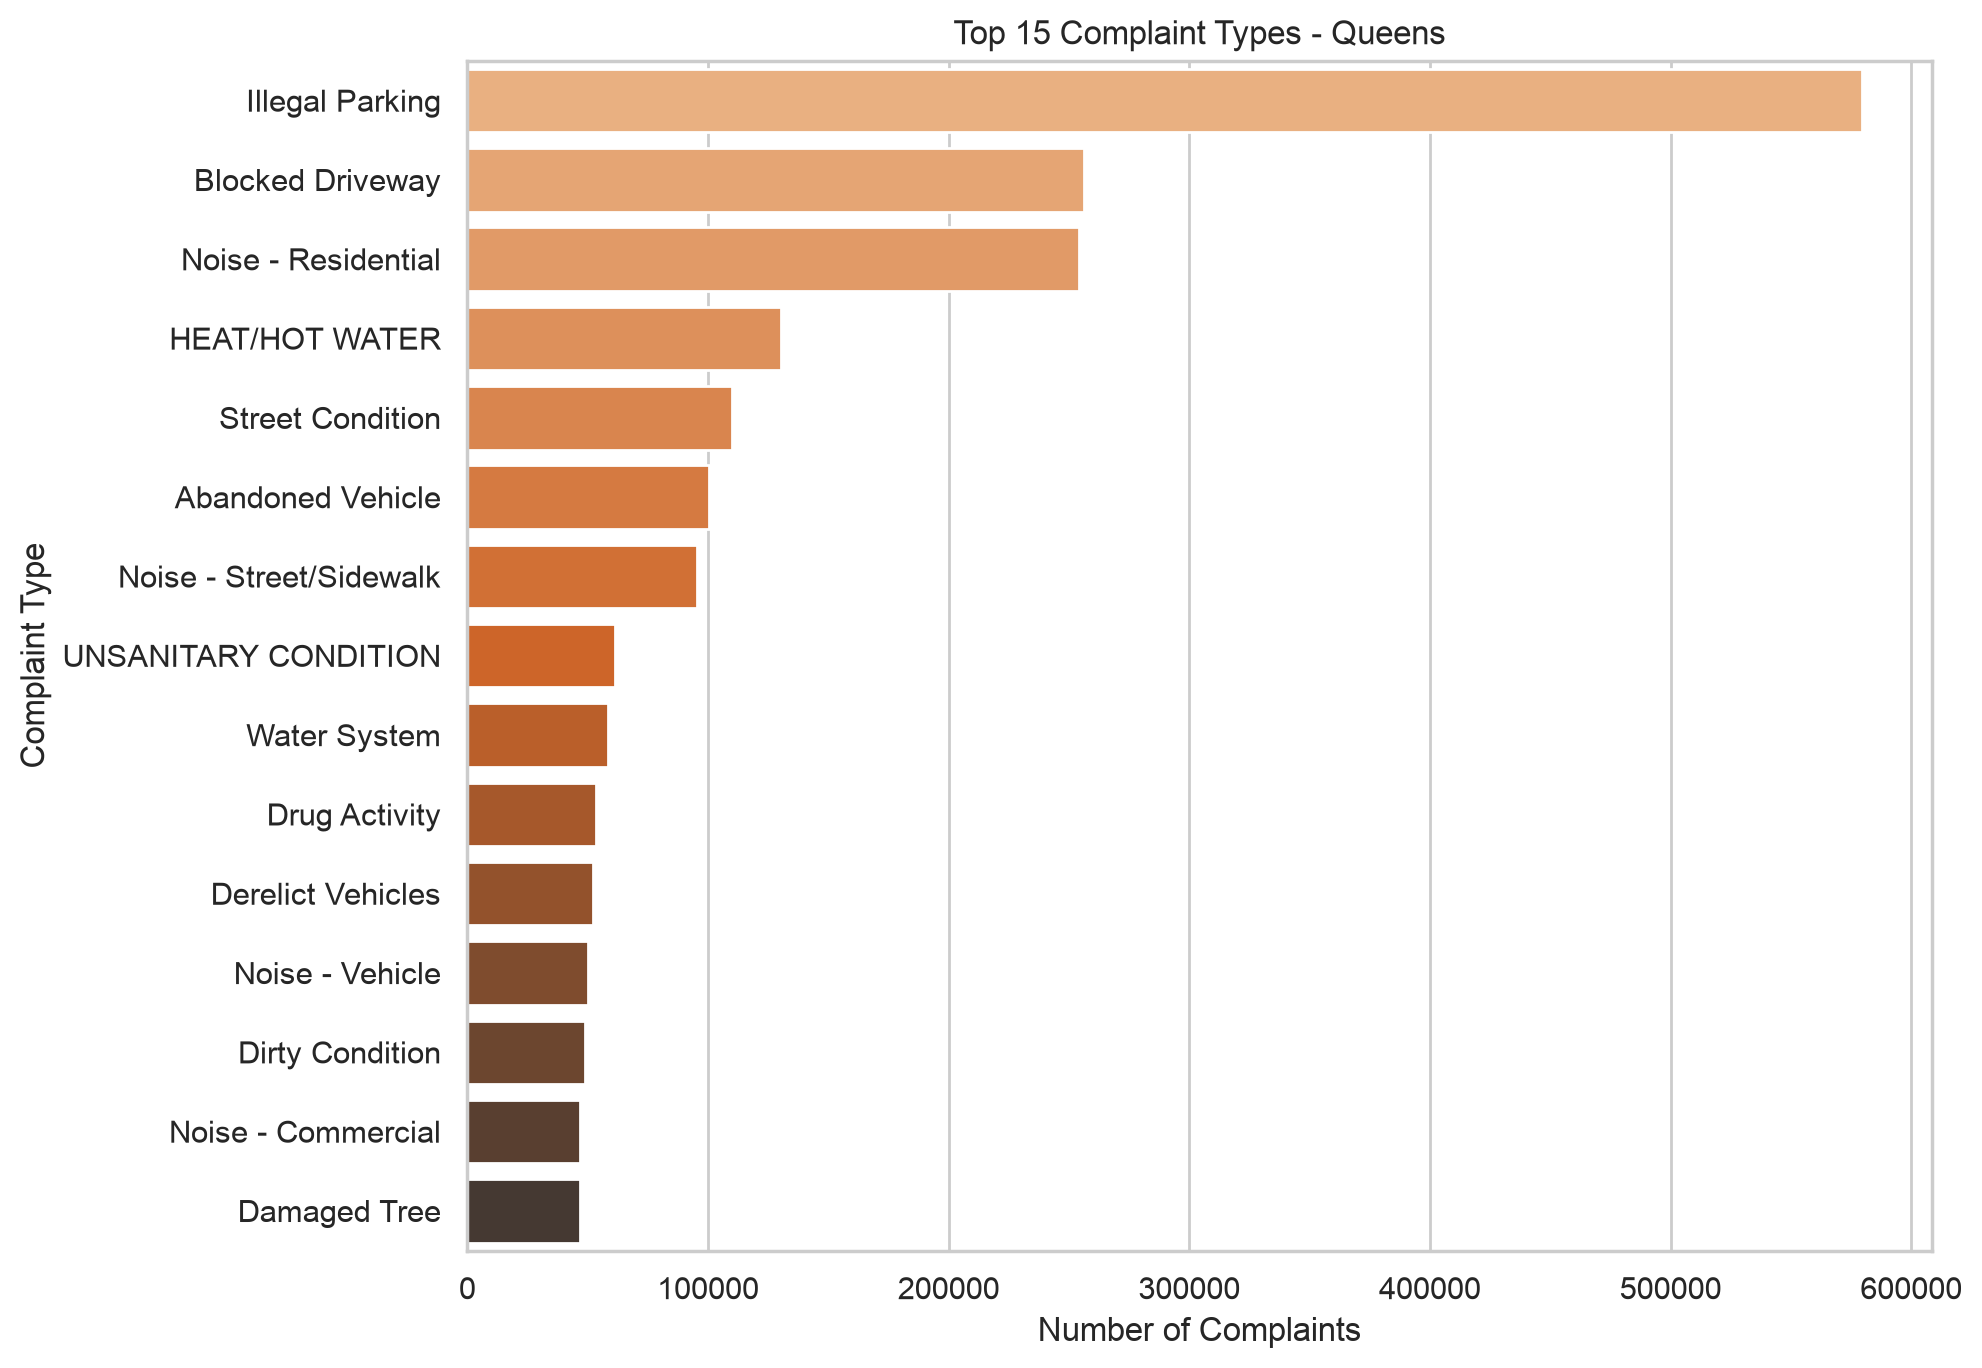 Top 15 Complaint Types - Queens
Complaint Type
Illegal Parking
Blocked Driveway
Noise - Residential
HEAT/HOT WATER
Street Condition
Abandoned Vehicle
Noise - Street/Sidewalk
UNSANITARY CONDITION
Water System
Drug Activity
Derelict Vehicles
Noise - Vehicle
Dirty Condition
Noise - Commercial
Damaged Tree
0 100000 200000 300000 400000 500000 600000
Number of Complaints